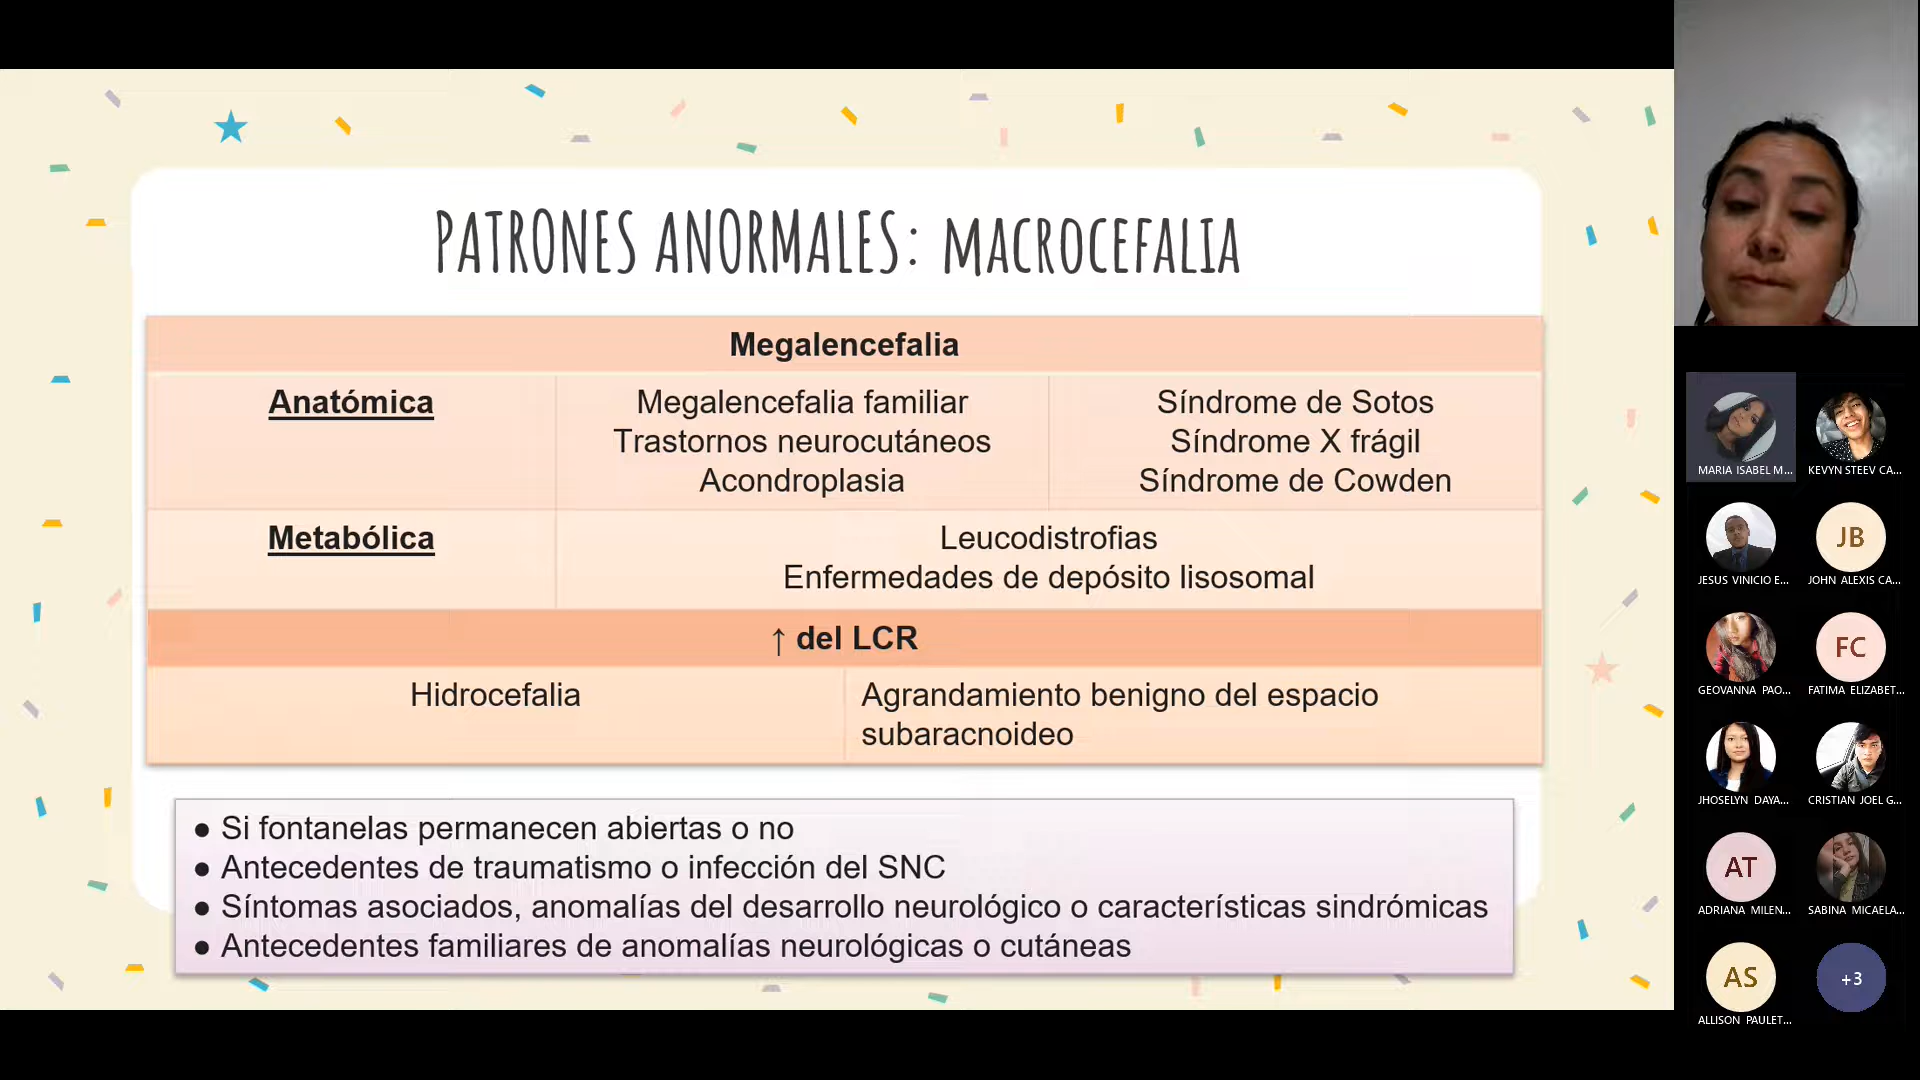 PATRONES ANORMALES: MACROCEFALIA
Megalencefalia
Anatómica
Megalencefalia familiar
Trastornos neurocutáneos
Acondroplasia
Síndrome de Sotos
Síndrome X frágil
Síndrome de Cowden
Metabólica
Leucodistrofias
Enfermedades de depósito lisosomal
↑ del LCR
Hidrocefalia
Agrandamiento benigno del espacio
subaracnoideo
● Si fontanelas permanecen abiertas o no
● Antecedentes de traumatismo o infección del SNC
● Síntomas asociados, anomalías del desarrollo neurológico o características sindrómicas
● Antecedentes familiares de anomalías neurológicas o cutáneas
MARIA ISABEL M...
KEVYN STEEV CA...
JESUS VINICIO E...
JB
JOHN ALEXIS CA...
GEOVANNA PAO...
FC
FATIMA ELIZABET...
JHOSELYN DAYA...
CRISTIAN JOEL G...
AT
ADRIANA MILEN...
SABINA MICAELA...
AS
ALLISON PAULET...
+3